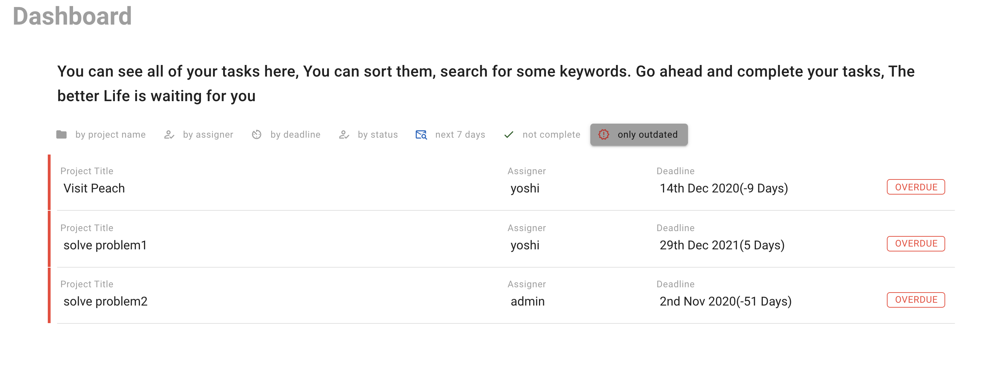 Dashboard
You can see all of your tasks here, You can sort them, search for some keywords. Go ahead and complete your tasks, The
better Life is waiting for you
by project name by assigner by deadline by status next 7 days not complete only outdated
Project Title Assigner Deadline
Visit Peach yoshi 14th Dec 2020(-9 Days) OVERDUE
Project Title Assigner Deadline
solve problem1 yoshi 29th Dec 2021(5 Days) OVERDUE
Project Title Assigner Deadline
solve problem2 admin 2nd Nov 2020(-51 Days) OVERDUE